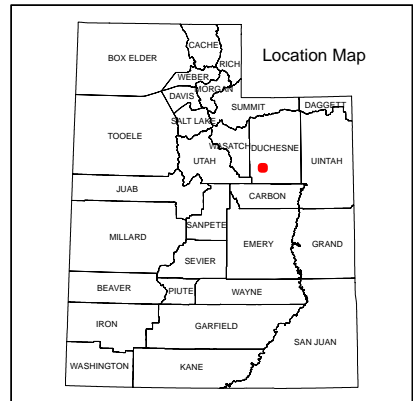 Location Map
BOX ELDER
CACHE
RICH
WEBER
MORGAN
DAVIS
SUMMIT
DAGGETT
SALT LAKE
TOOELE
WASATCH
DUCHESNE
UTAH
UINTAH
JUAB
CARBON
SANPETE
MILLARD
EMERY
GRAND
SEVIER
BEAVER
PIUTE
WAYNE
IRON
GARFIELD
SAN JUAN
WASHINGTON
KANE